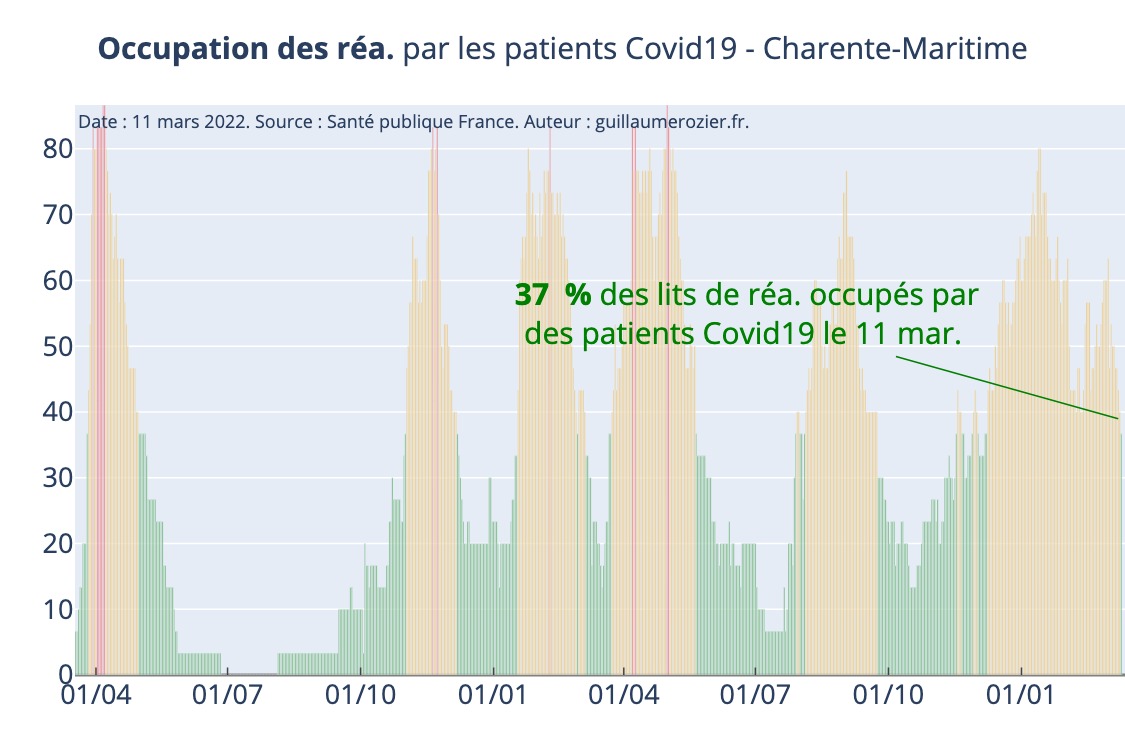 Occupation des réa. par les patients Covid19 - Charente-Maritime
Date : 11 mars 2022. Source : Santé publique France. Auteur : guillaumerozier.fr.
80
70
60
50
40
30
20
10
0
37  % des lits de réa. occupés par
des patients Covid19 le 11 mar.
01/04 01/07 01/10 01/01 01/04 01/07 01/10 01/01